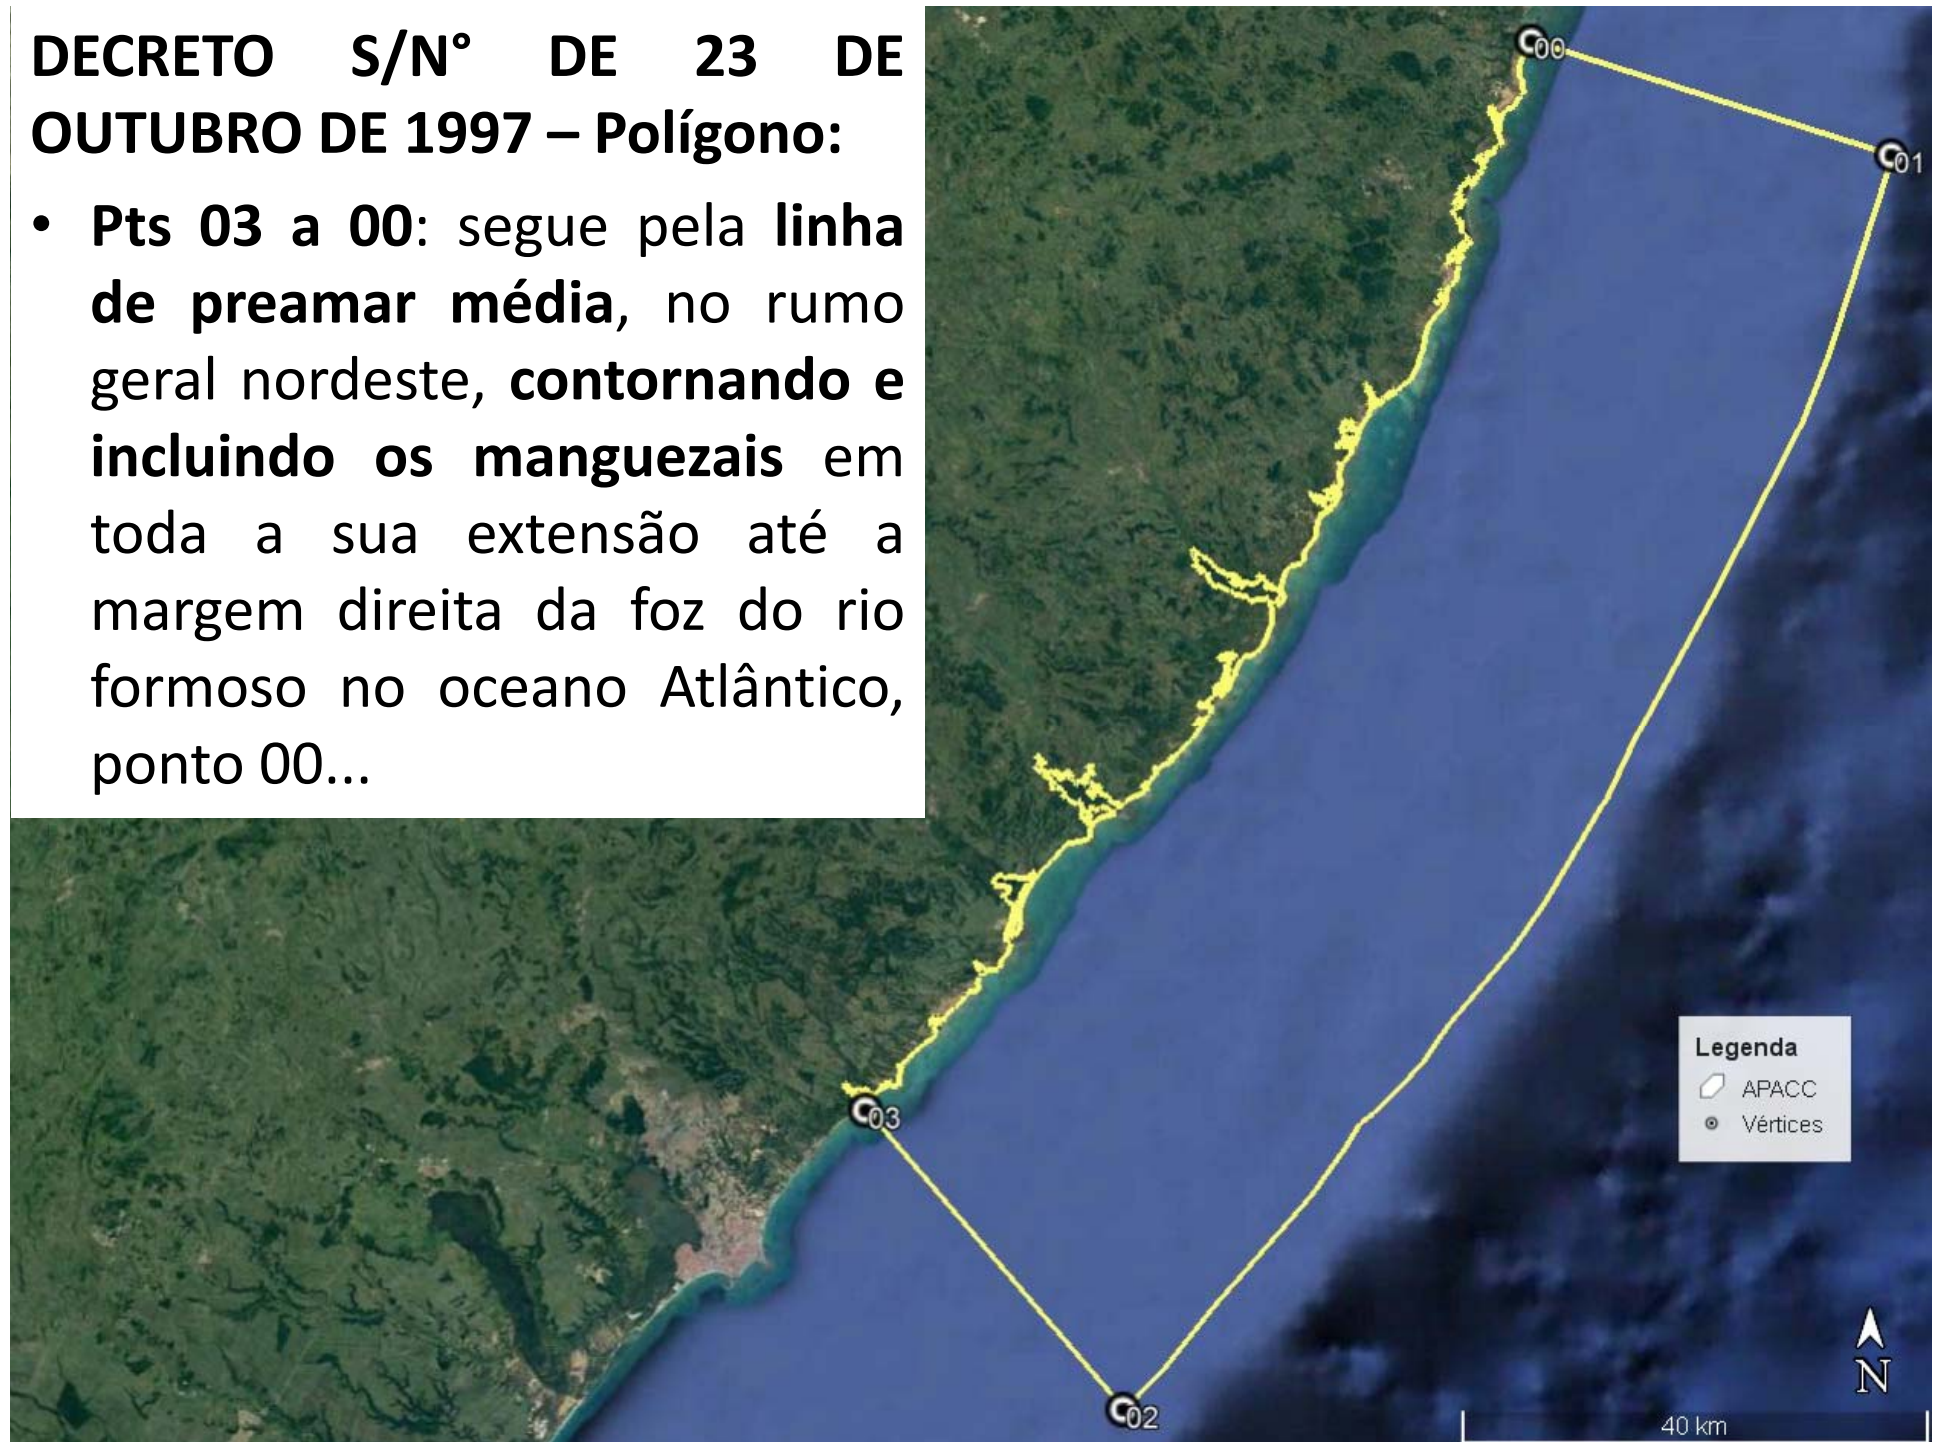 DECRETO S/N° DE 23 DE
OUTUBRO DE 1997 – Polígono:
• Pts 03 a 00: segue pela linha
de preamar média, no rumo
geral nordeste, contornando e
incluindo os manguezais em
toda a sua extensão até a
margem direita da foz do rio
formoso no oceano Atlântico,
ponto 00...
00
01
03
02
Legenda
APACC
Vértices
N
40 km